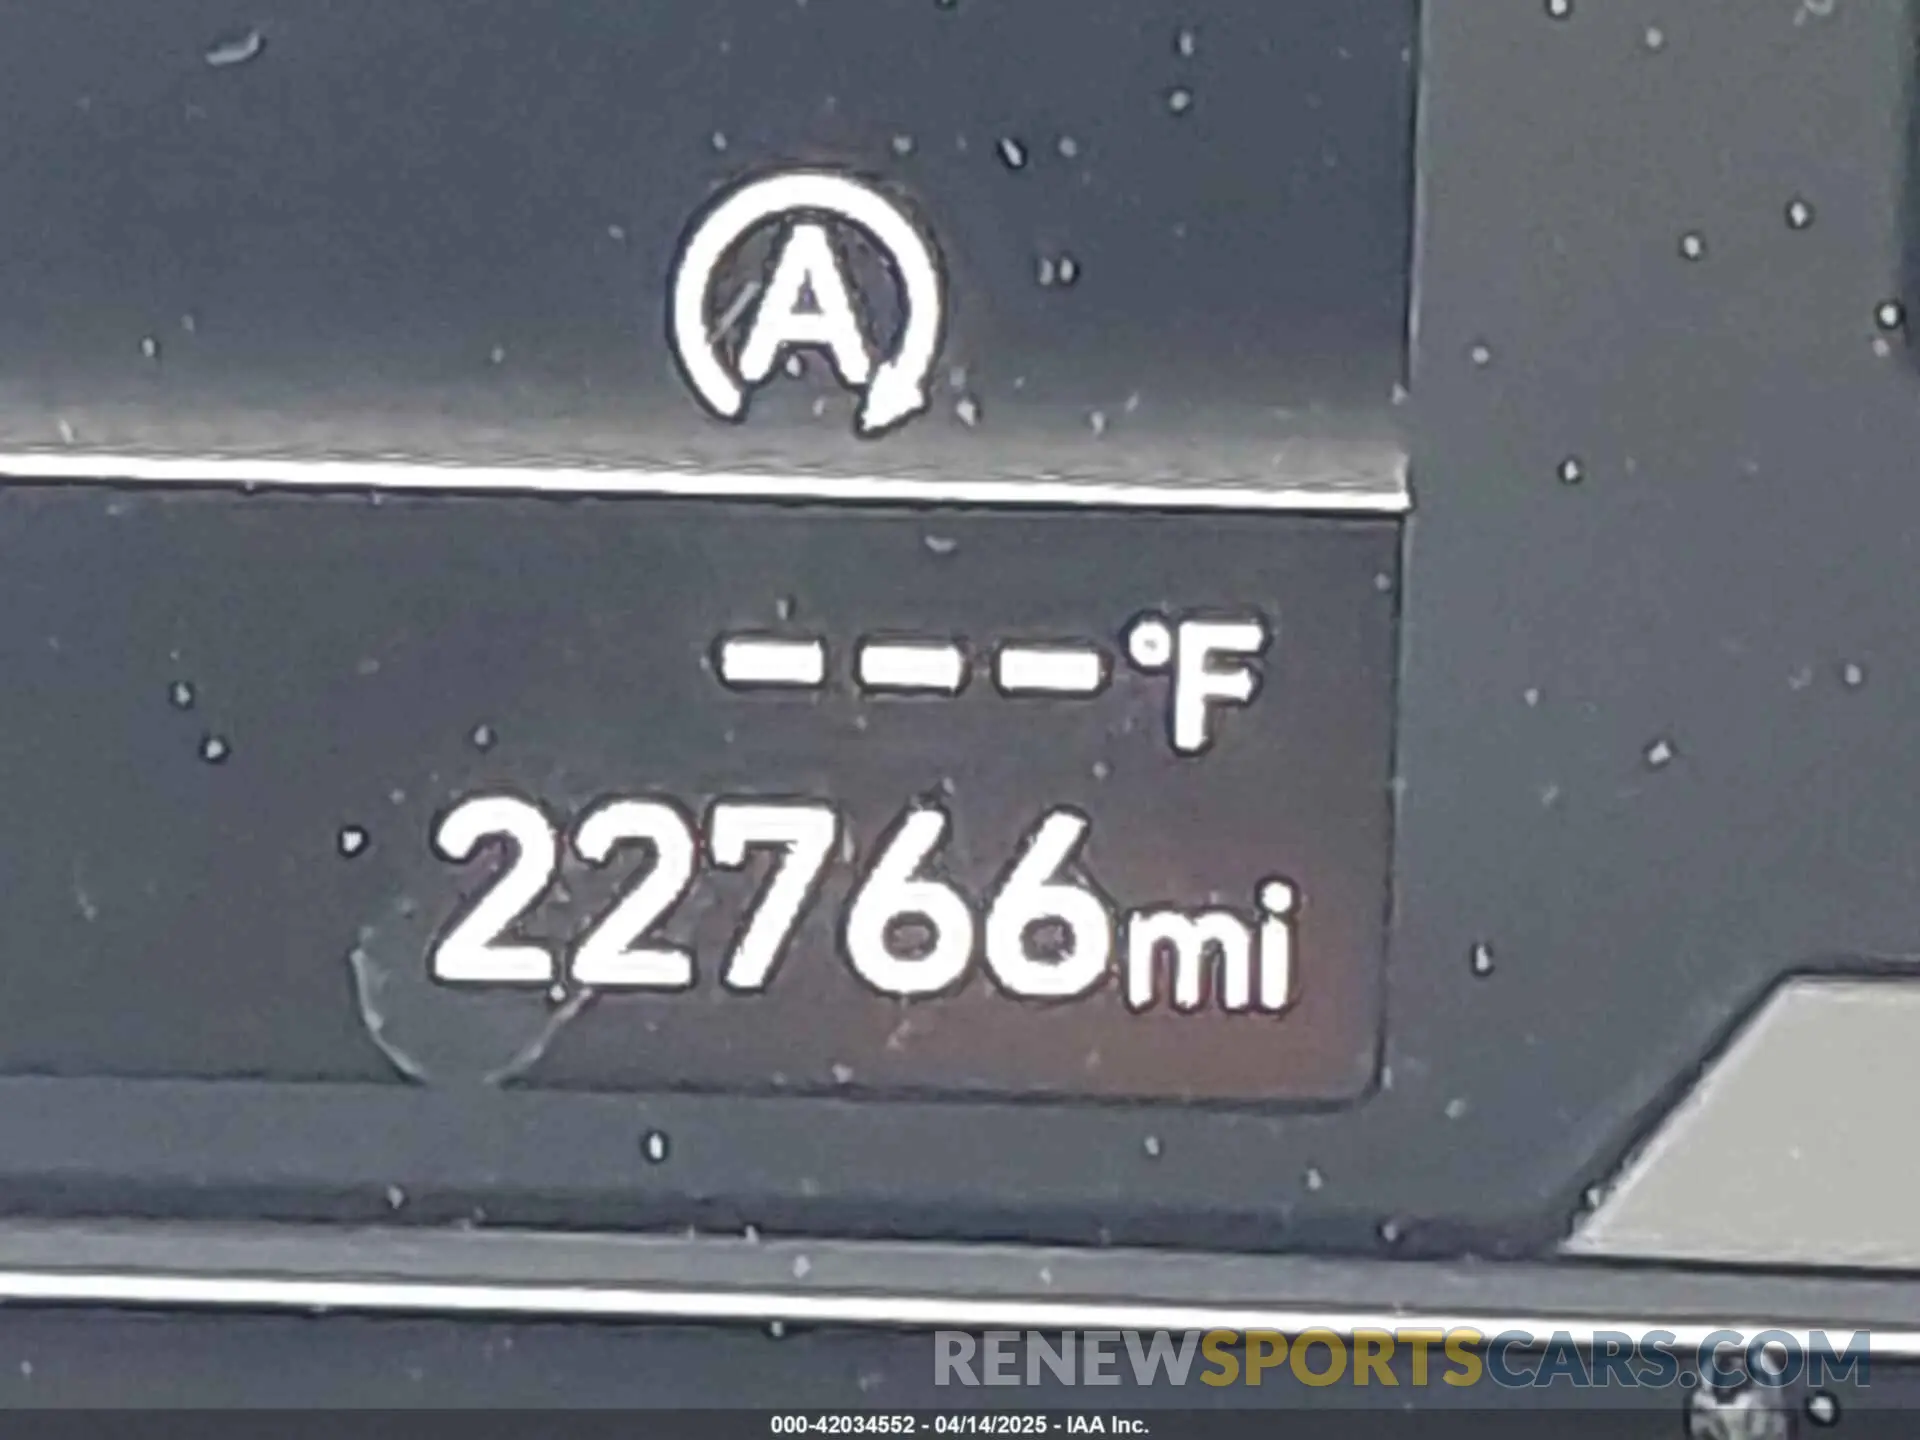 A
---°F
22766mi
RENEWSPORTSCARS.COM
000-42034552 - 04/14/2025 - IAA Inc.